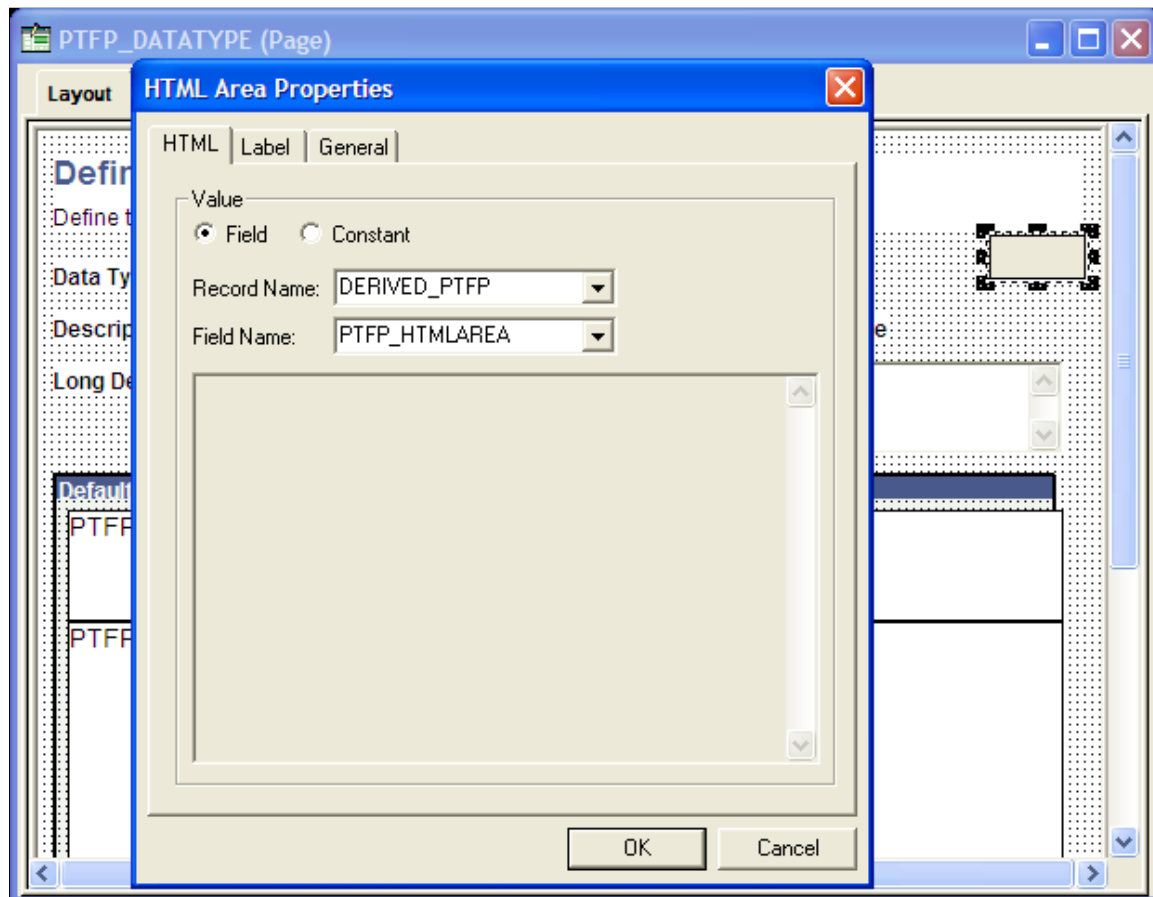 PTFP_DATATYPE (Page)
Layout
HTML Area Properties
HTML Label General
Defin
Define t
Value
Field Constant
Data Ty
Record Name: DERIVED_PTFP
Descrip
Field Name: PTFP_HTMLAREA
e
Long De
Default
PTFP
PTFP
OK Cancel